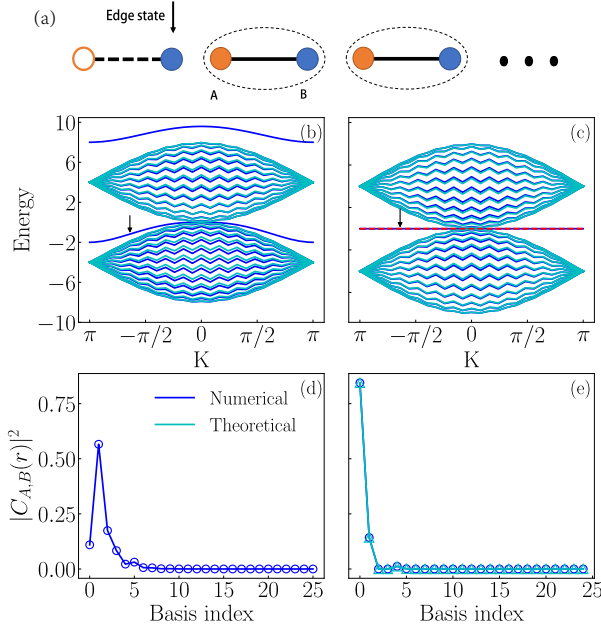 (a)
Edge state
A
B
(b)
(c)
Energy
10
6
2
−2
−6
−10
π
−π/2
0
π/2
π
π
−π/2
0
π/2
π
K
K
(d)
(e)
Numerical
Theoretical
|C_{A,B}(r)|²
0.75
0.50
0.25
0.00
0
5
10
15
20
25
0
5
10
15
20
25
Basis index
Basis index